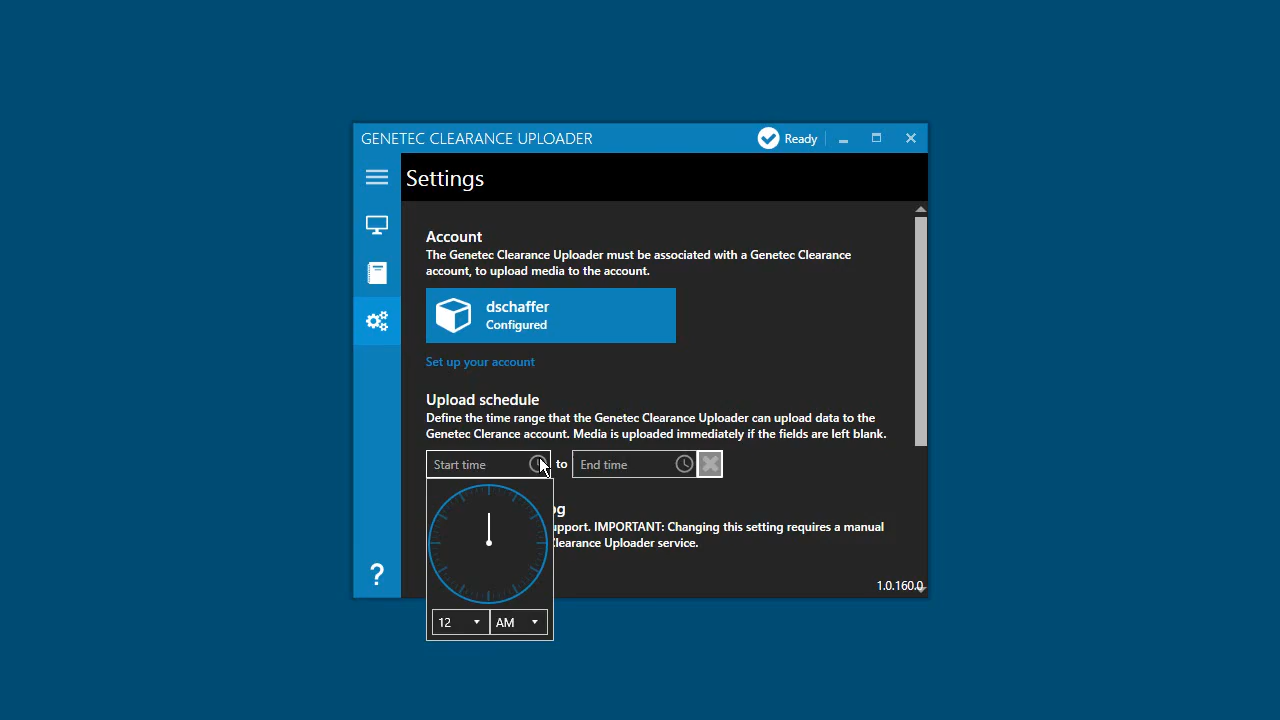 GENETEC CLEARANCE UPLOADER
Ready
Settings
Account
The Genetec Clearance Uploader must be associated with a Genetec Clearance
account, to upload media to the account.
dschaffer
Configured
Set up your account
Upload schedule
Define the time range that the Genetec Clearance Uploader can upload data to the
Genetec Clerance account. Media is uploaded immediately if the fields are left blank.
Start time to End time
upport. IMPORTANT: Changing this setting requires a manual
learance Uploader service.
?
1.0.160.0
12 AM